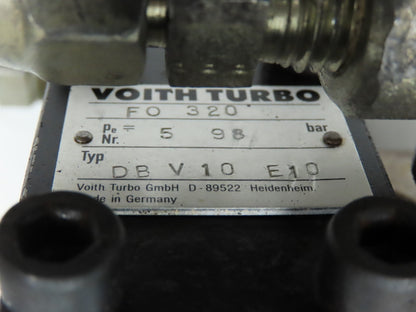 VOITH TURBO
FO 320
pe = 5 98 bar
Nr.
Typ
DB V 10 E10
Voith Turbo GmbH D-89522 Heidenheim
in Germany